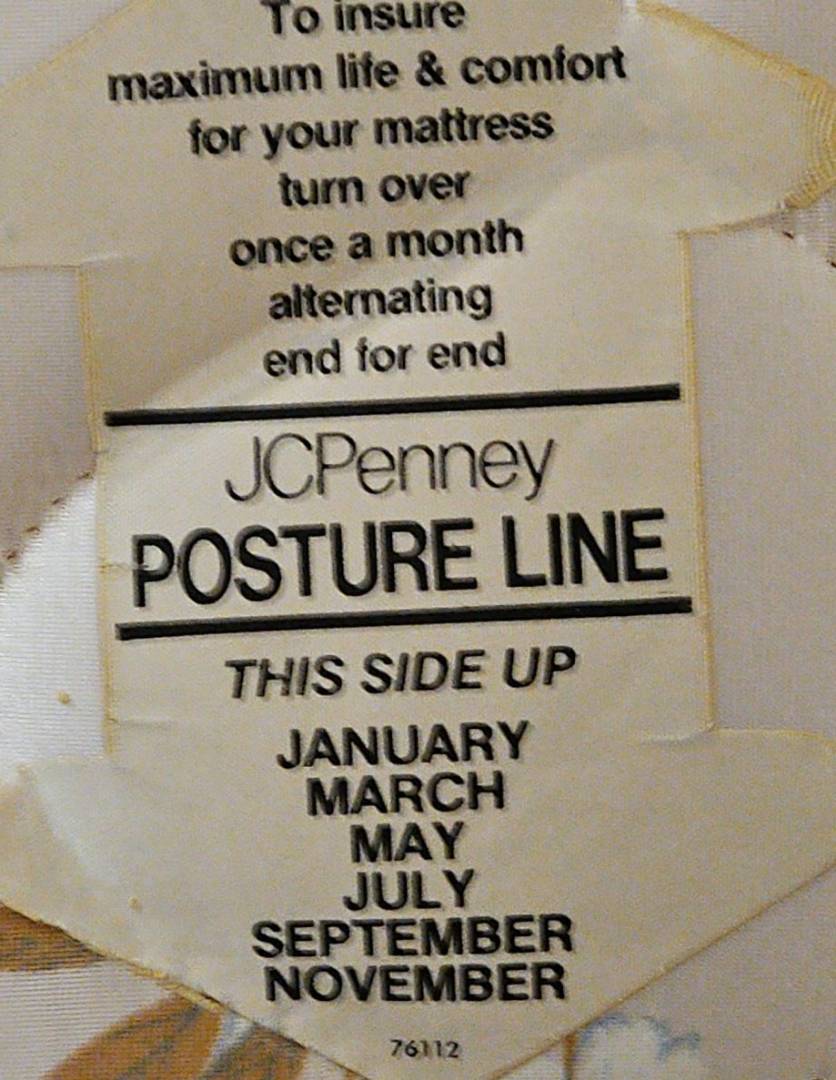 To insure
maximum life & comfort
for your mattress
turn over
once a month
alternating
end for end
JCPenney
POSTURE LINE
THIS SIDE UP
JANUARY
MARCH
MAY
JULY
SEPTEMBER
NOVEMBER
76112